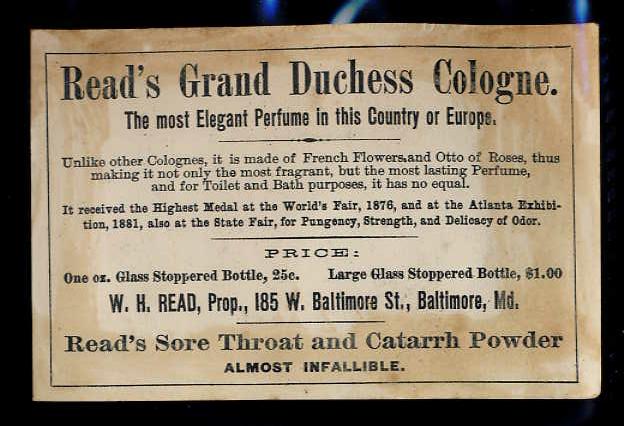 Read's Grand Duchess Cologne.
The most Elegant Perfume in this Country or Europe.
Unlike other Colognes, it is made of French Flowers,and Otto of Roses, thus
making it not only the most fragrant, but the most lasting Perfume,
and for Toilet and Bath purposes, it has no equal.
It received the Highest Medal at the World's Fair, 1876, and at the Atlanta Exhibi-
tion, 1881, also at the State Fair, for Pungency, Strength, and Delicacy of Odor.
PRICE:
One oz. Glass Stoppered Bottle, 25c. Large Glass Stoppered Bottle, $1.00
W. H. READ, Prop., 185 W. Baltimore St., Baltimore, Md.
Read's Sore Throat and Catarrh Powder
ALMOST INFALLIBLE.